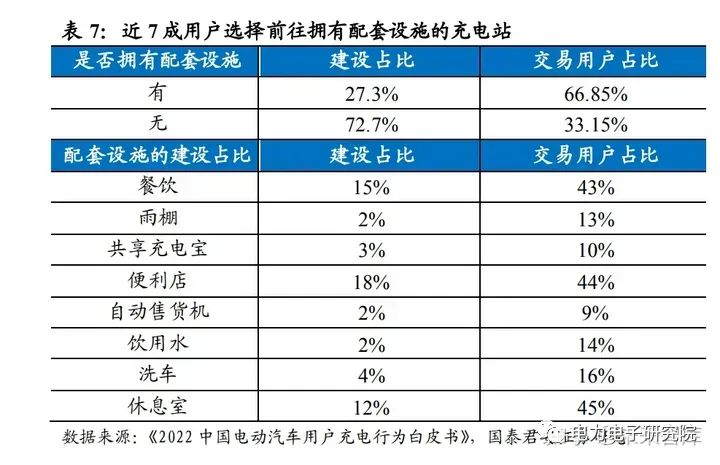 表 7：近 7 成用户选择前往拥有配套设施的充电站
是否拥有配套设施 建设占比 交易用户占比
有 27.3% 66.85%
无 72.7% 33.15%
配套设施的建设占比 建设占比 交易用户占比
餐饮 15% 43%
雨棚 2% 13%
共享充电宝 3% 10%
便利店 18% 44%
自动售货机 2% 9%
饮用水 2% 14%
洗车 4% 16%
休息室 12% 45%
数据来源：《2022 中国电动汽车用户充电行为白皮书》，国泰君
电力电子研究院